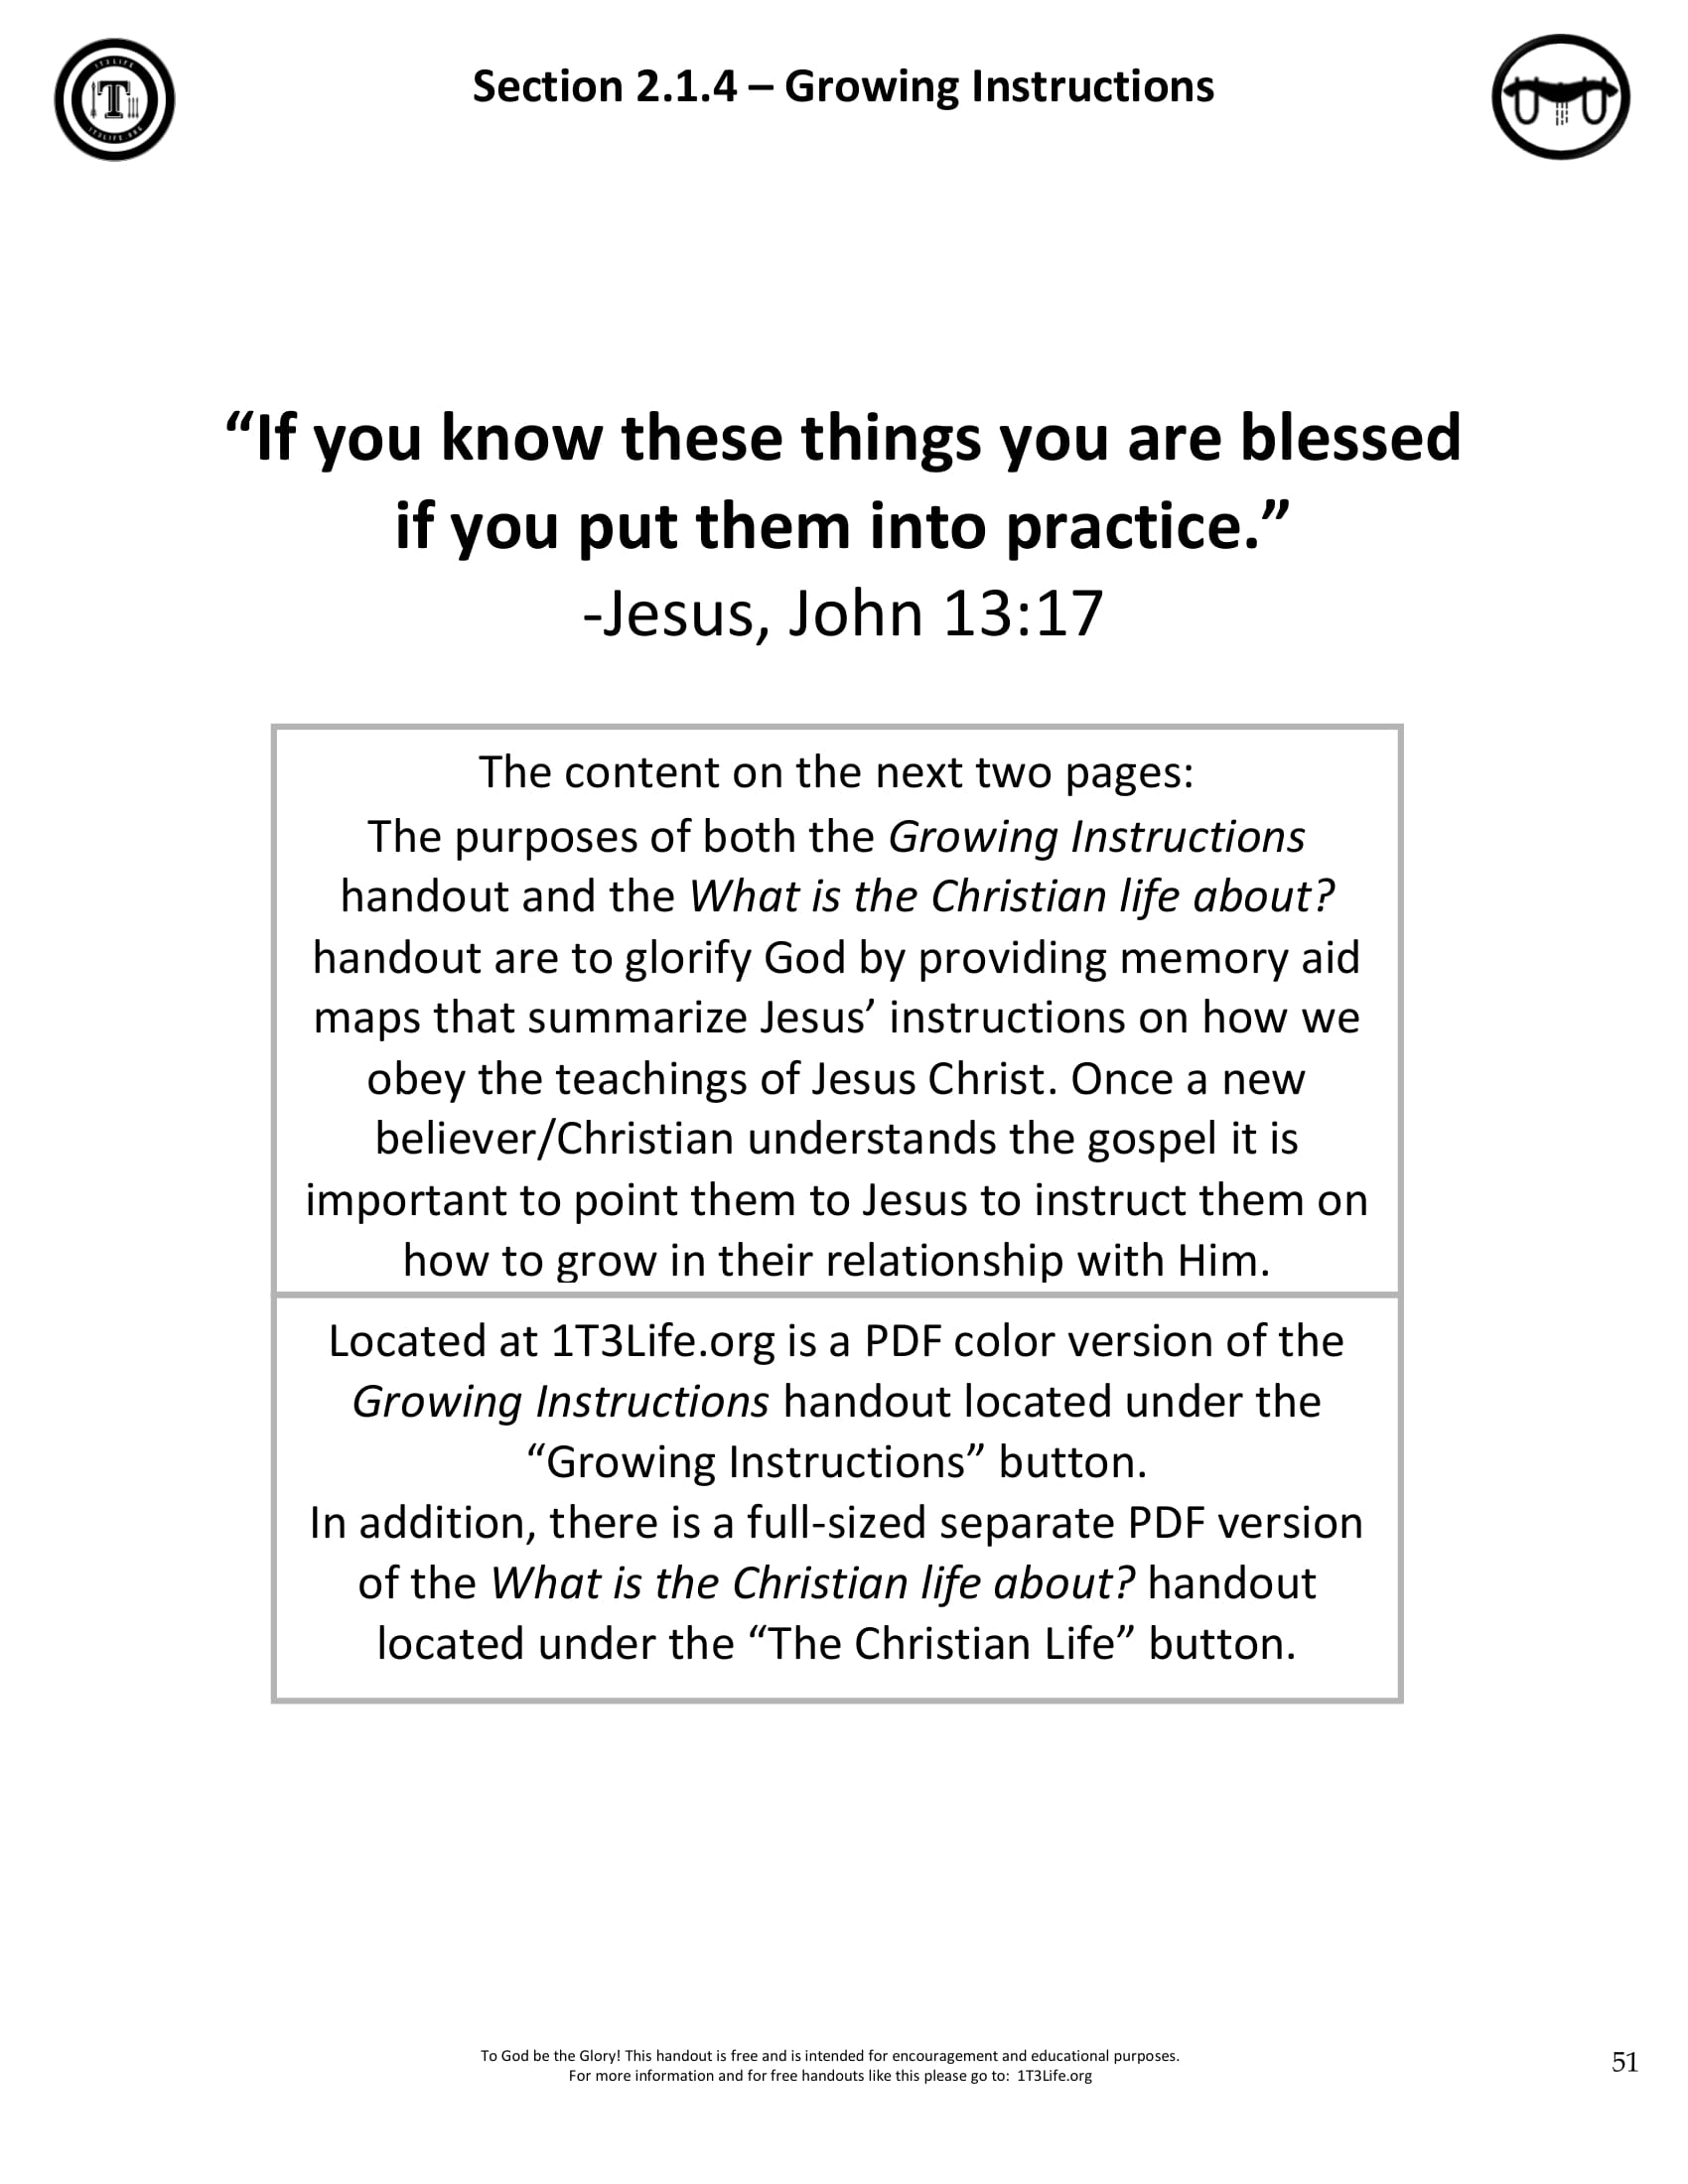 Section 2.1.4 – Growing Instructions
“If you know these things you are blessed
if you put them into practice.”
-Jesus, John 13:17
The content on the next two pages:
The purposes of both the Growing Instructions
handout and the What is the Christian life about?
handout are to glorify God by providing memory aid
maps that summarize Jesus’ instructions on how we
obey the teachings of Jesus Christ. Once a new
believer/Christian understands the gospel it is
important to point them to Jesus to instruct them on
how to grow in their relationship with Him.
Located at 1T3Life.org is a PDF color version of the
Growing Instructions handout located under the
“Growing Instructions” button.
In addition, there is a full-sized separate PDF version
of the What is the Christian life about? handout
located under the “The Christian Life” button.
To God be the Glory! This handout is free and is intended for encouragement and educational purposes.
For more information and for free handouts like this please go to: 1T3Life.org
51